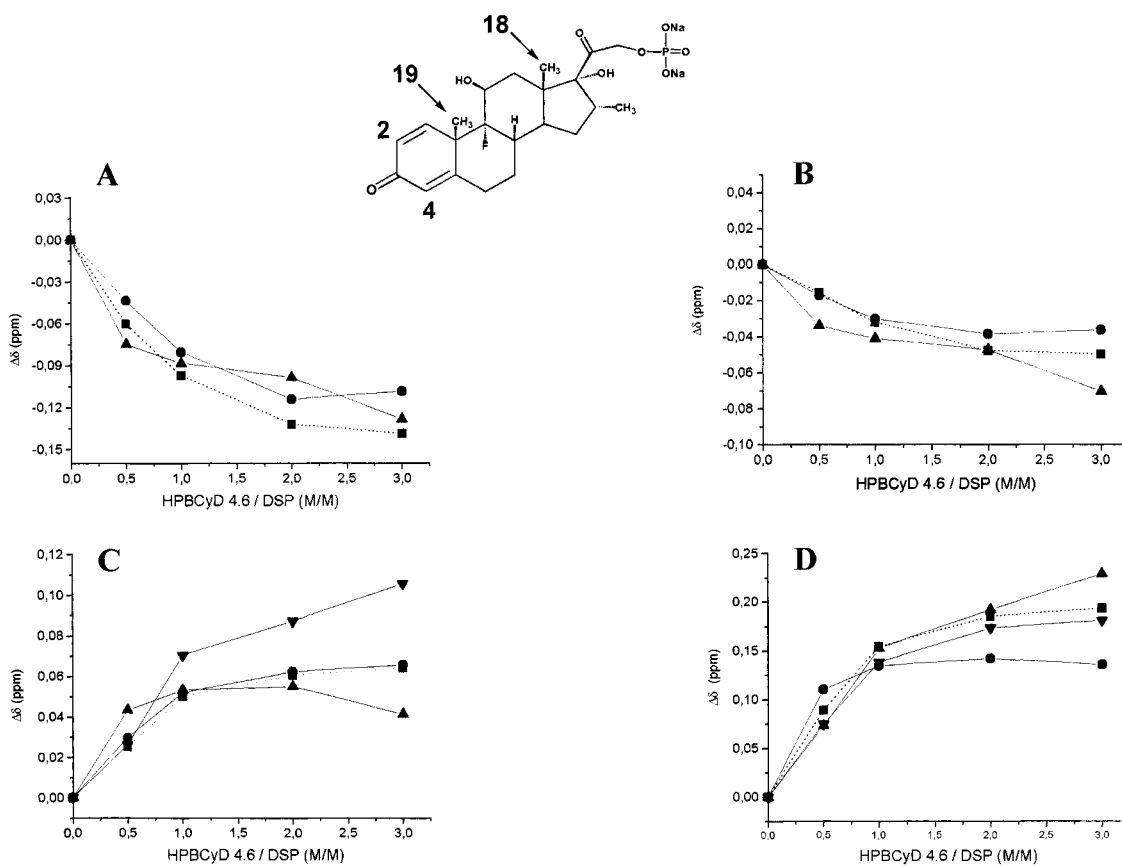 18
O
ONa
O
P
O
ONa
HO
CH₃
OH
19
CH₃
H
CH₃
2
F
O
4
A
0,03
0,00
-0,03
-0,06
-0,09
-0,12
-0,15
Δδ (ppm)
0,0 0,5 1,0 1,5 2,0 2,5 3,0
HPBCyD 4.6 / DSP (M/M)
B
0,04
0,02
0,00
-0,02
-0,04
-0,06
-0,08
-0,10
Δδ (ppm)
0,0 0,5 1,0 1,5 2,0 2,5 3,0
HPBCyD 4.6 / DSP (M/M)
C
0,12
0,10
0,08
0,06
0,04
0,02
0,00
Δδ (ppm)
0,0 0,5 1,0 1,5 2,0 2,5 3,0
HPBCyD 4.6 / DSP (M/M)
D
0,25
0,20
0,15
0,10
0,05
0,00
Δδ (ppm)
0,0 0,5 1,0 1,5 2,0 2,5 3,0
HPBCyD 4.6 / DSP (M/M)